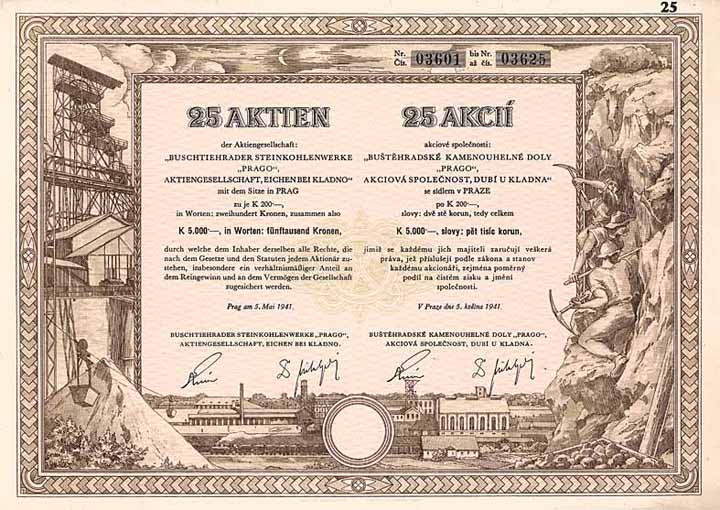 25
Nr. 03601 bis Nr. 03625
Čís. až čís.
25 AKTIEN
der Aktiengesellschaft:
„BUSCHTIEHRADER STEINKOHLENWERKE
„PRAGO“,
AKTIENGESELLSCHAFT, EICHEN BEI KLADNO“
mit dem Sitze in PRAG
zu je K 200·—,
in Worten: zweihundert Kronen, zusammen also
K 5.000·—, in Worten: fünftausend Kronen,
durch welche dem Inhaber derselben alle Rechte, die
nach dem Gesetze und den Statuten jedem Aktionär zu-
stehen, insbesondere ein verhältnismäßiger Anteil an
dem Reingewinn und an dem Vermögen der Gesellschaft
zugesichert werden.
Prag am 5. Mai 1941.
BUSCHTIEHRADER STEINKOHLENWERKE „PRAGO“,
AKTIENGESELLSCHAFT, EICHEN BEI KLADNO.
25 AKCIÍ
akciové společnosti:
„BUŠTĚHRADSKÉ KAMENOUHELNÉ DOLY
„PRAGO“,
AKCIOVÁ SPOLEČNOST, DUBÍ U KLADNA“
se sídlem v PRAZE
po K 200·—,
slovy: dvě stě korun, tedy celkem
K 5.000·—, slovy: pět tisíc korun,
jimiž se každému jich majiteli zaručují veškerá
práva, jež příslušejí podle zákona a stanov
každému akcionáři, zejména poměrný
podíl na čistém zisku a jmění
společnosti.
V Praze dne 5. května 1941.
BUŠTĚHRADSKÉ KAMENOUHELNÉ DOLY „PRAGO“,
AKCIOVÁ SPOLEČNOST, DUBÍ U KLADNA.